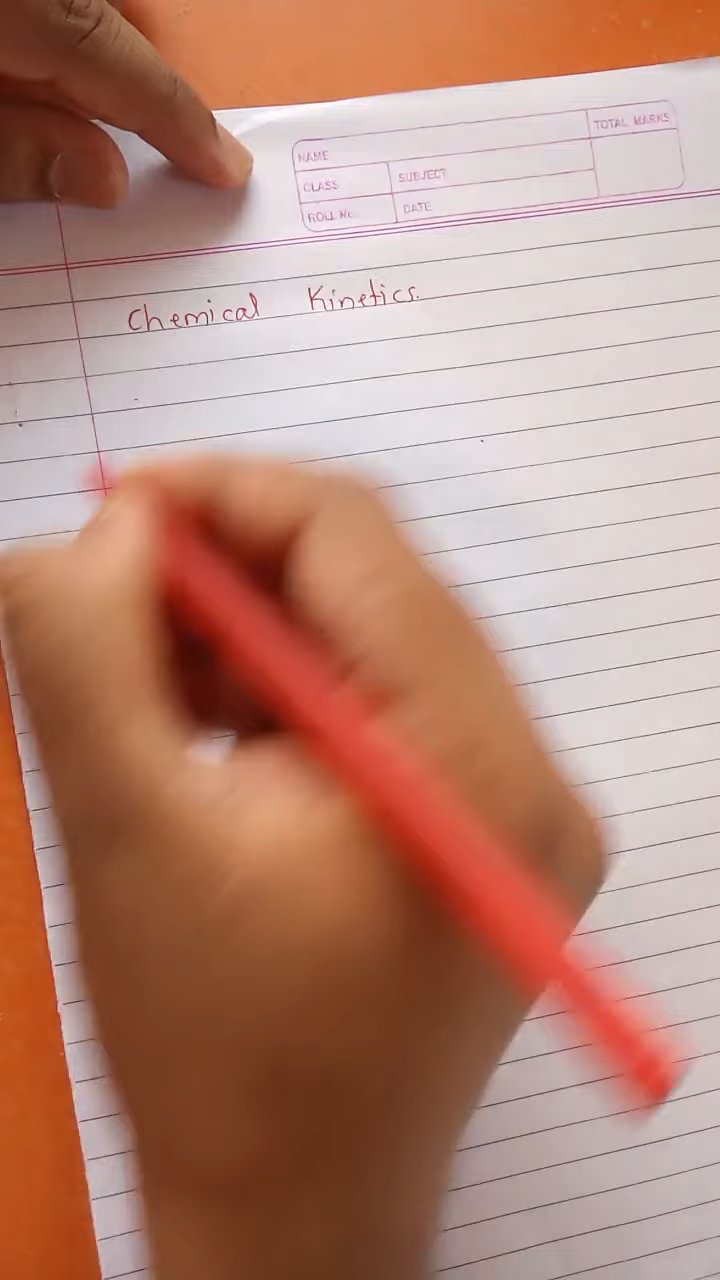 NAME
TOTAL MARKS
CLASS
SUBJECT
ROLL No.
DATE
Chemical Kinetics.